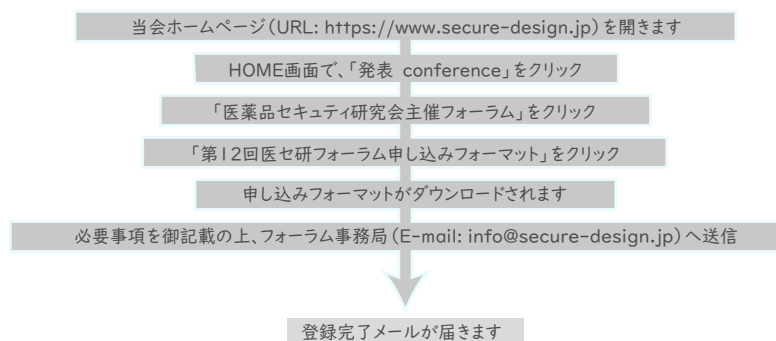 当会ホームページ(URL: https://www.secure-design.jp)を開きます
HOME画面で、「発表 conference」をクリック
「医薬品セキュティ研究会主催フォーラム」をクリック
「第12回医セ研フォーラム申し込みフォーマット」をクリック
申し込みフォーマットがダウンロードされます
必要事項を御記載の上、フォーラム事務局(E-mail: info@secure-design.jp)へ送信
登録完了メールが届きます